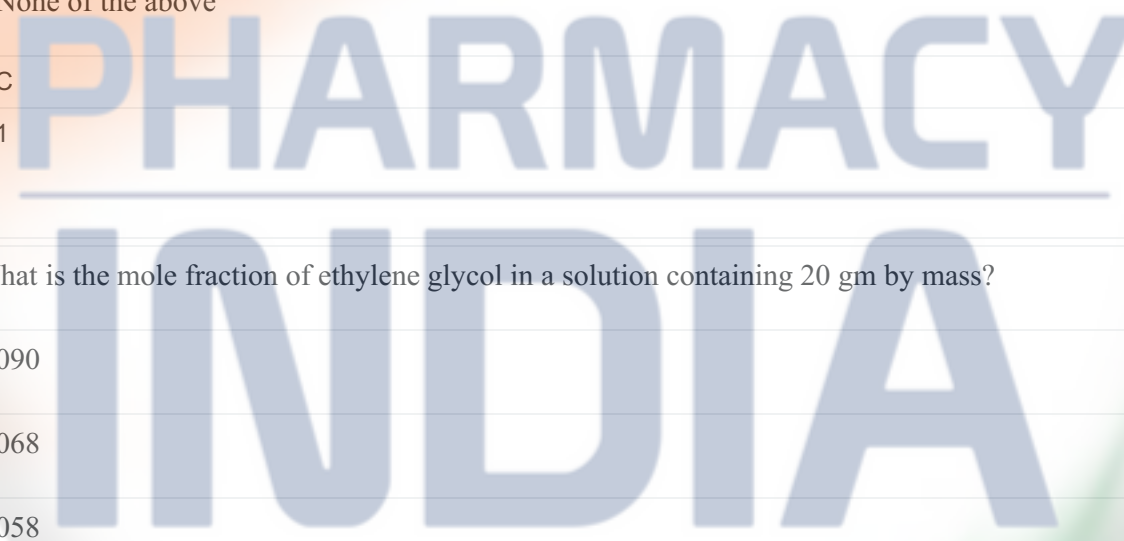 None of the above
C
1
PHARMACY
INDIA
hat is the mole fraction of ethylene glycol in a solution containing 20 gm by mass?
090
068
058